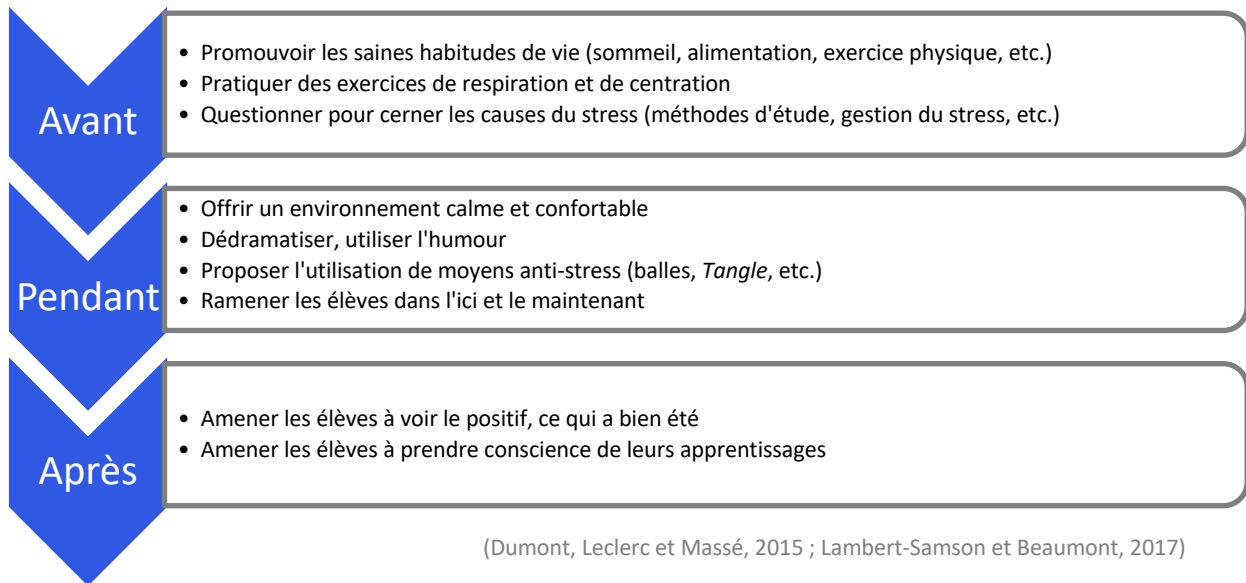 Avant
• Promouvoir les saines habitudes de vie (sommeil, alimentation, exercice physique, etc.)
• Pratiquer des exercices de respiration et de centration
• Questionner pour cerner les causes du stress (méthodes d'étude, gestion du stress, etc.)
Pendant
• Offrir un environnement calme et confortable
• Dédramatiser, utiliser l'humour
• Proposer l'utilisation de moyens anti-stress (balles, Tangle, etc.)
• Ramener les élèves dans l'ici et le maintenant
Après
• Amener les élèves à voir le positif, ce qui a bien été
• Amener les élèves à prendre conscience de leurs apprentissages
(Dumont, Leclerc et Massé, 2015 ; Lambert-Samson et Beaumont, 2017)